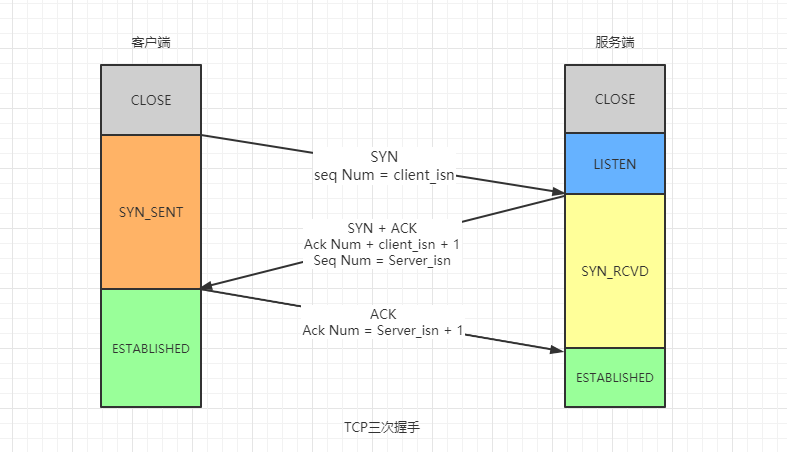 客户端
服务端
CLOSE
CLOSE
SYN
seq Num = client_isn
LISTEN
SYN_SENT
SYN + ACK
Ack Num + client_isn + 1
Seq Num = Server_isn
SYN_RCVD
ACK
Ack Num = Server_isn + 1
ESTABLISHED
ESTABLISHED
TCP三次握手